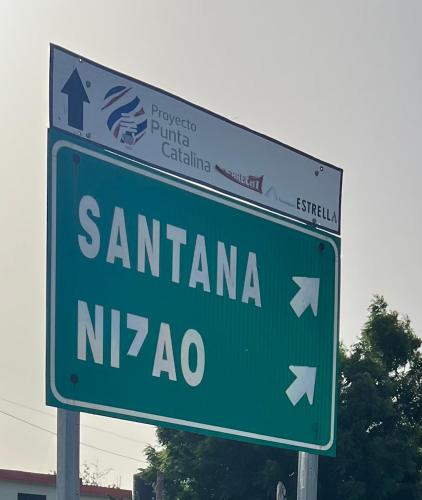 Proyecto
Punta
Catalina
ESTRELLA
SANTANA
NI7AO